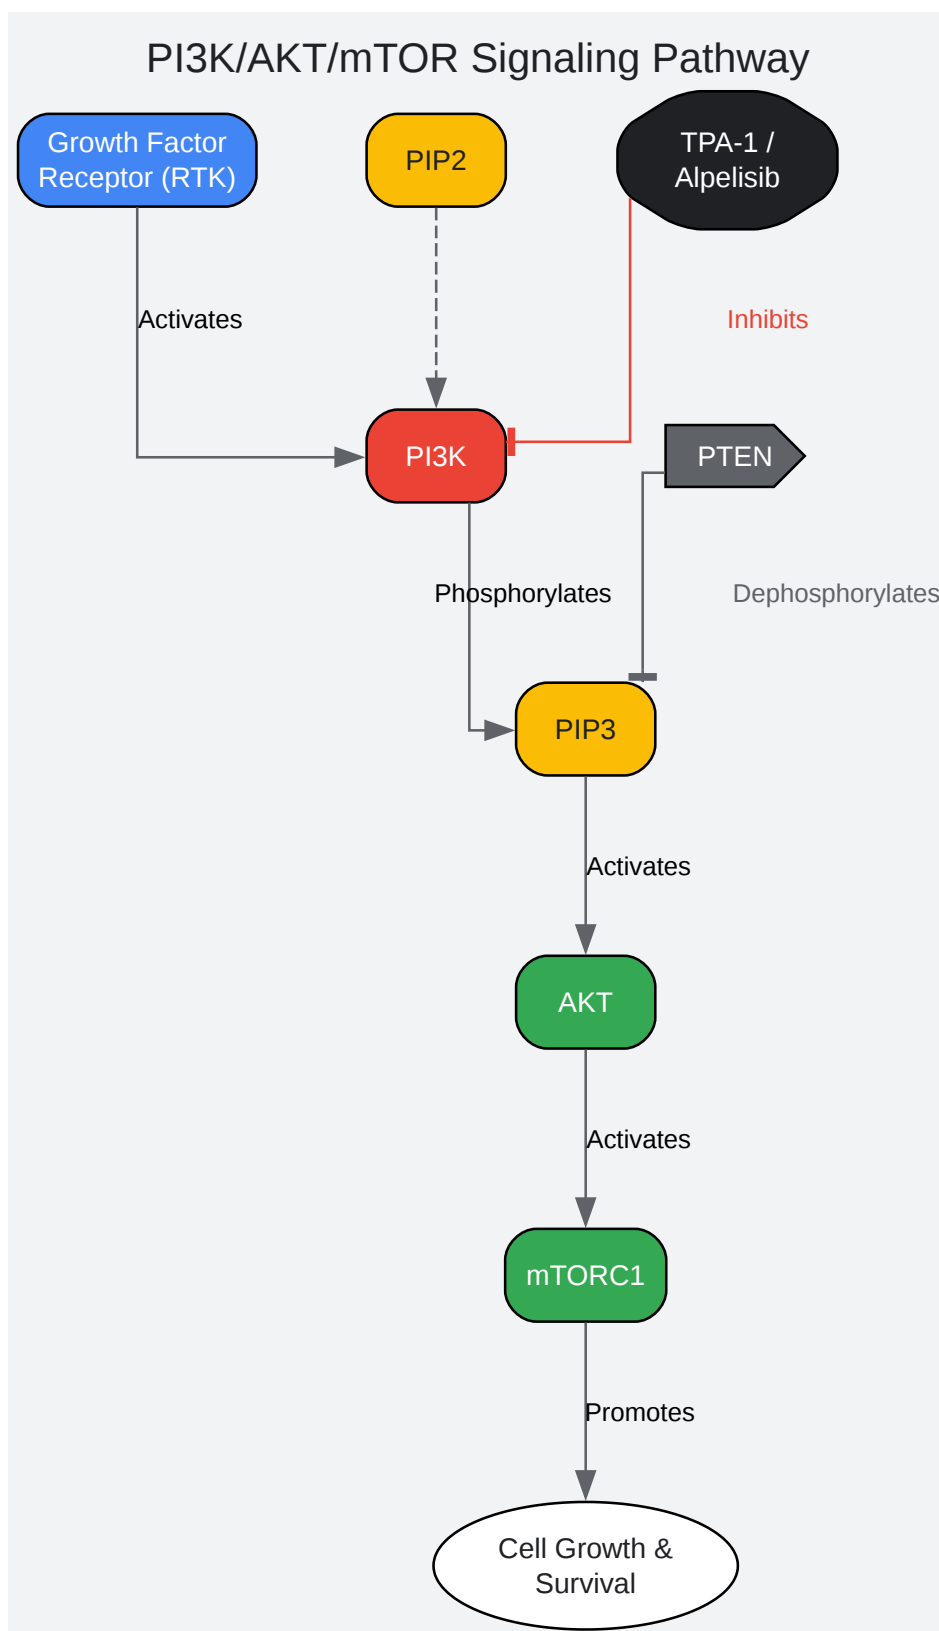 PI3K/AKT/mTOR Signaling Pathway
Growth Factor
Receptor (RTK)
PIP2
TPA-1 /
Alpelisib
Activates
Inhibits
PI3K
PTEN
Phosphorylates
Dephosphorylates
PIP3
Activates
AKT
Activates
mTORC1
Promotes
Cell Growth &
Survival